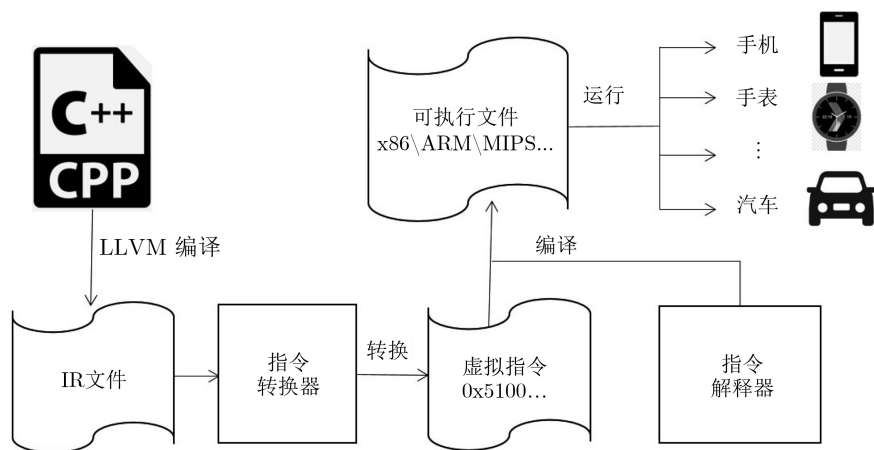 C++
CPP
LLVM 编译
IR文件
指令
转换器
转换
虚拟指令
0x5100...
编译
指令
解释器
可执行文件
x86\ARM\MIPS...
运行
手机
手表
⋮
汽车